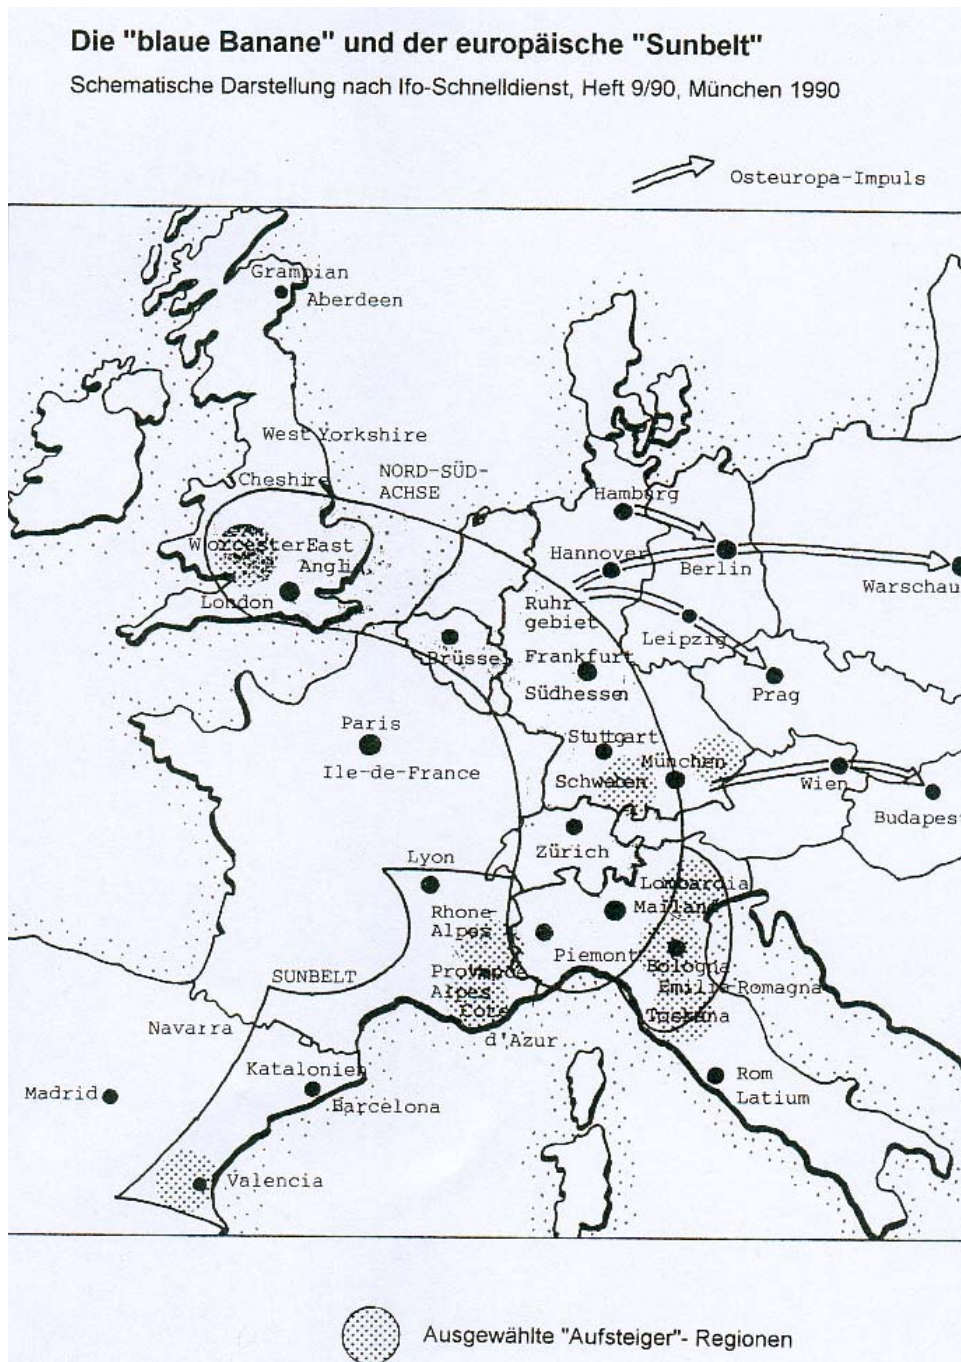 Die "blaue Banane" und der europäische "Sunbelt"
Schematische Darstellung nach Ifo-Schnelldienst, Heft 9/90, München 1990
Osteuropa-Impuls
Grampian
Aberdeen
West Yorkshire
Cheshire
NORD-SÜD-
ACHSE
Hamburg
Worcester
East
Anglia
Hannover
Berlin
Warschau
London
Ruhr-
gebiet
Leipzig
Brüssel
Frankfurt
Südhessen
Prag
Paris
Ile-de-France
Stuttgart
München
Schwaben
Wien
Budapest
Zürich
Lyon
Lombardia
Mailand
Rhone-
Alpes
Piemont
Bologna
Emilia-Romagna
Provence
Alpes
Cote
d'Azur
Toskana
SUNBELT
Navarra
Katalonien
Madrid
Barcelona
Rom
Latium
Valencia
Ausgewählte "Aufsteiger"- Regionen